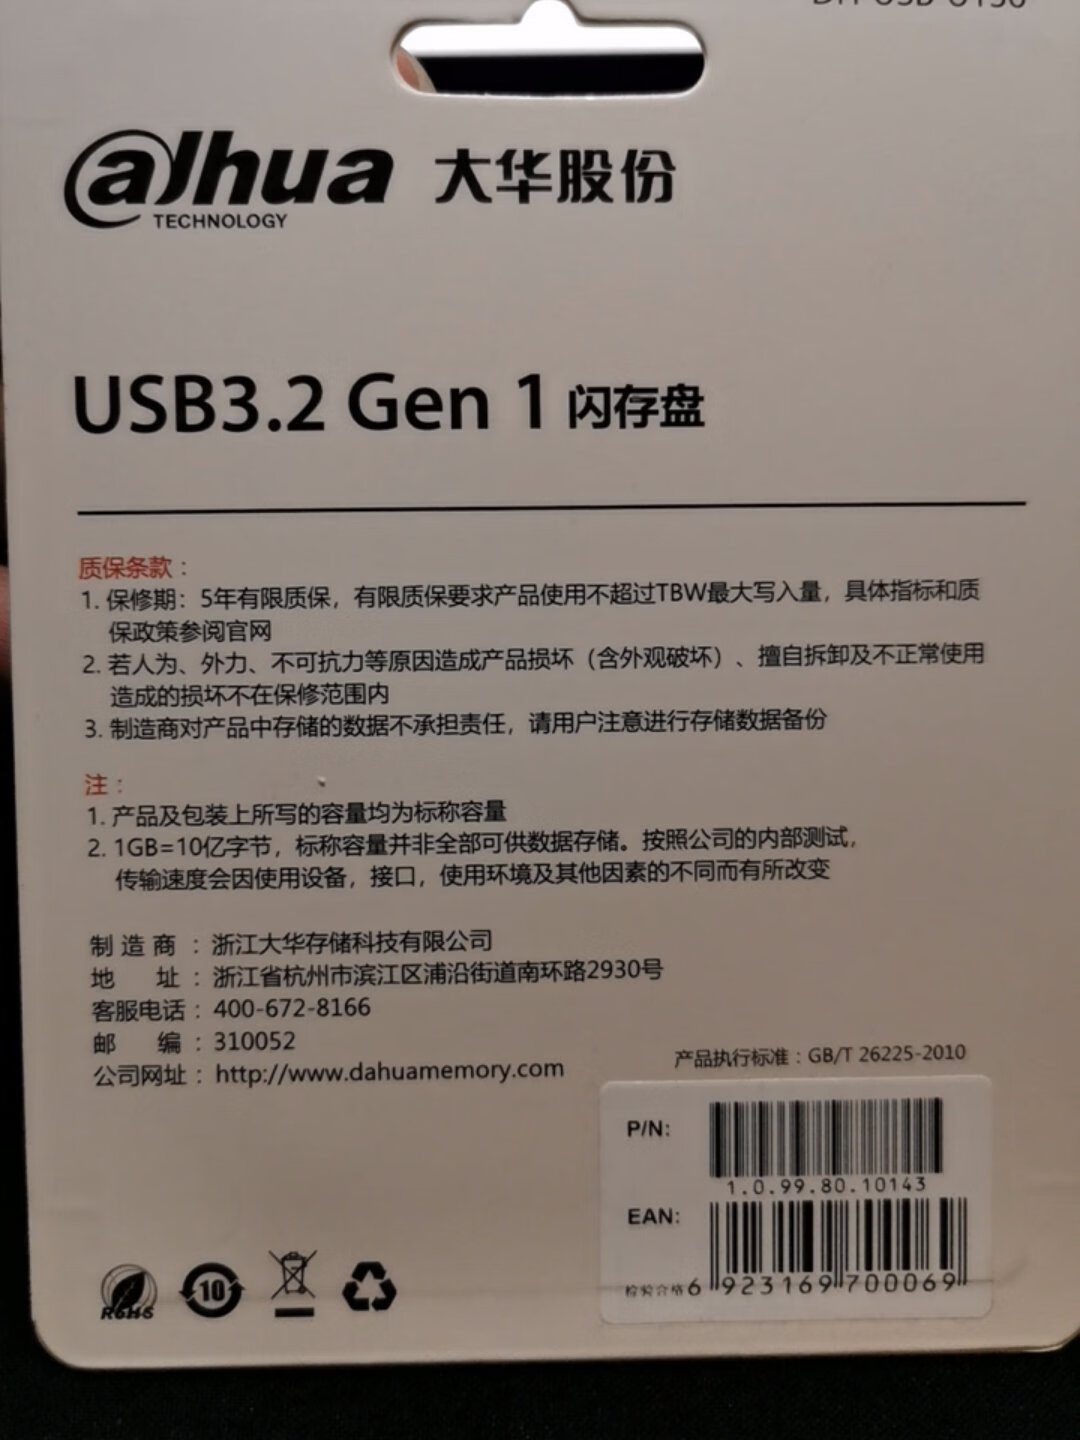 alhua 大华股份
TECHNOLOGY
USB3.2 Gen 1 闪存盘
质保条款：
1. 保修期：5年有限质保，有限质保要求产品使用不超过TBW最大写入量，具体指标和质
保政策参阅官网
2. 若人为、外力、不可抗力等原因造成产品损坏（含外观破坏）、擅自拆卸及不正常使用
造成的损坏不在保修范围内
3. 制造商对产品中存储的数据不承担责任，请用户注意进行存储数据备份
注：
1. 产品及包装上所写的容量均为标称容量
2. 1GB=10亿字节，标称容量并非全部可供数据存储。按照公司的内部测试，
传输速度会因使用设备，接口，使用环境及其他因素的不同而有所改变
制造商：浙江大华存储科技有限公司
地 址：浙江省杭州市滨江区浦沿街道南环路2930号
客服电话：400-672-8166
邮 编：310052
公司网址：http://www.dahuamemory.com
产品执行标准：GB/T 26225-2010
P/N:
1.0.99.80.10143
EAN:
检验合格 6 923169 700069
RoHS
10